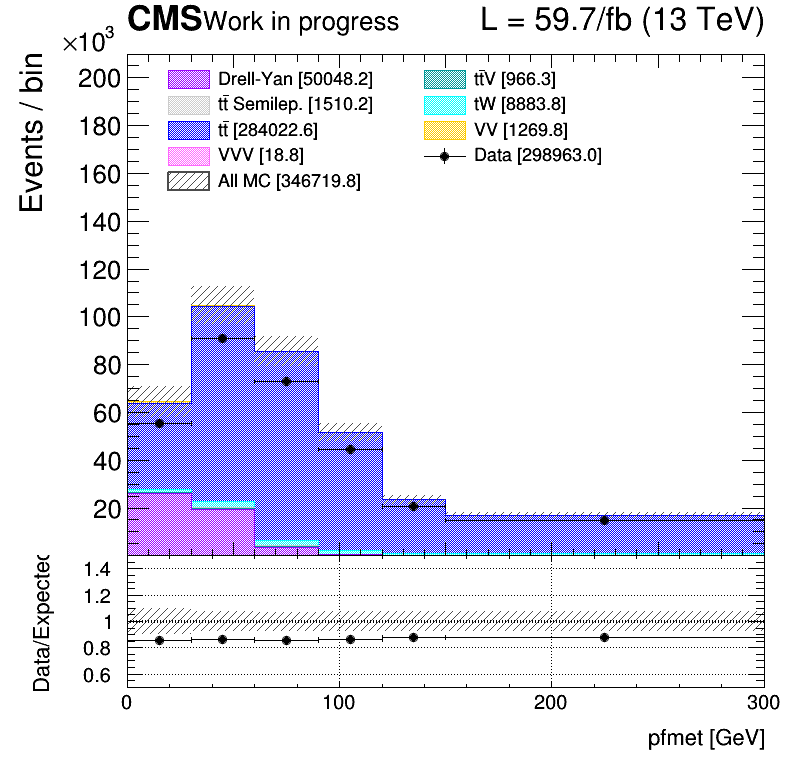 CMS Work in progress L = 59.7/fb (13 TeV)
×10³
Events / bin
200
180
160
140
120
100
80
60
40
20
Drell-Yan [50048.2]
tt̄ Semilep. [1510.2]
tt̄ [284022.6]
VVV [18.8]
All MC [346719.8]
tt̄V [966.3]
tW [8883.8]
VV [1269.8]
Data [298963.0]
Data/Expected
1.4
1.2
1
0.8
0.6
0 100 200 300
pfmet [GeV]